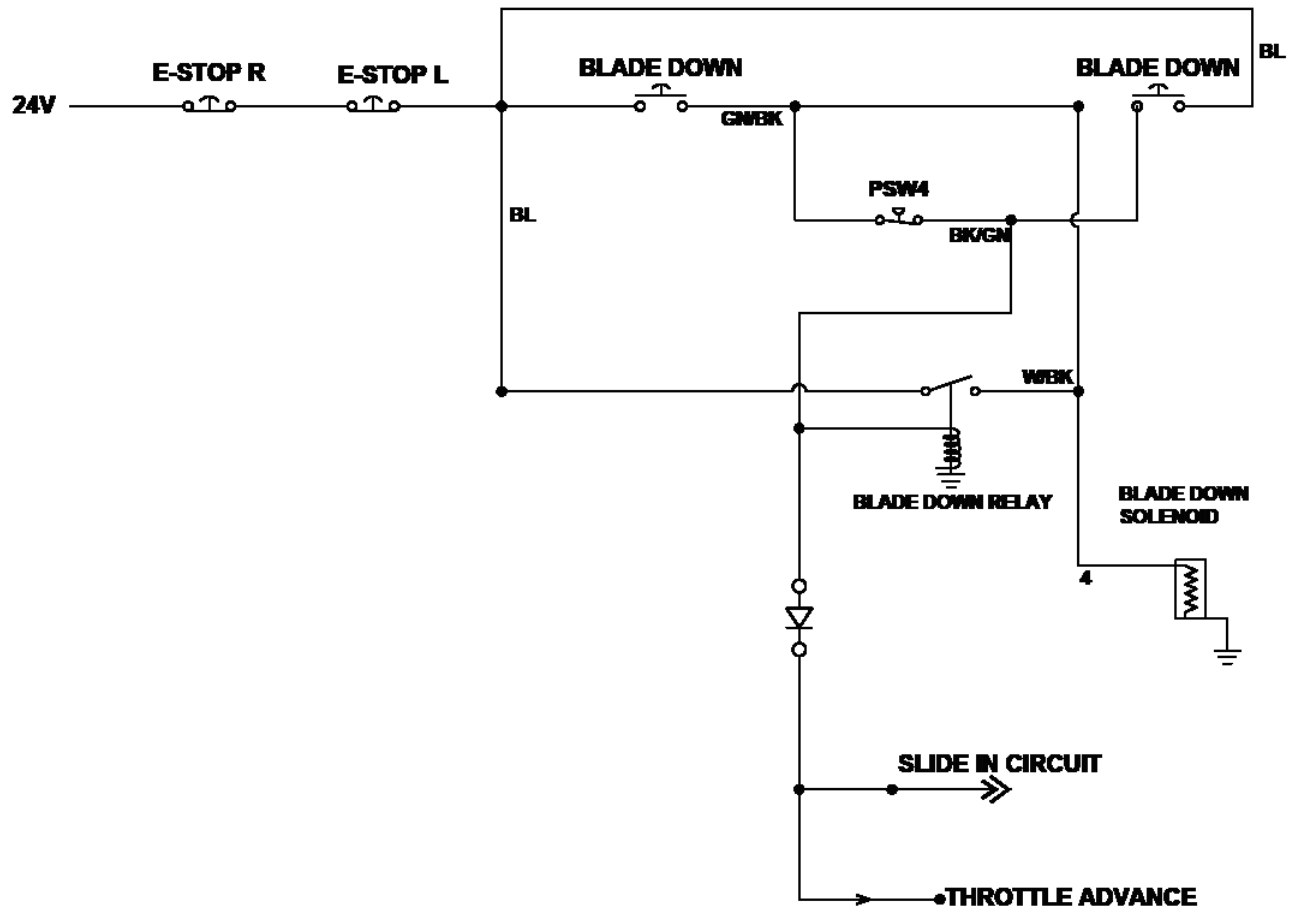 E-STOP R
E-STOP L
BLADE DOWN
BLADE DOWN
BL
24V
GN/BK
PSW4
BL
BK/GN
W/BK
BLADE DOWN RELAY
BLADE DOWN
SOLENOID
4
SLIDE IN CIRCUIT
THROTTLE ADVANCE